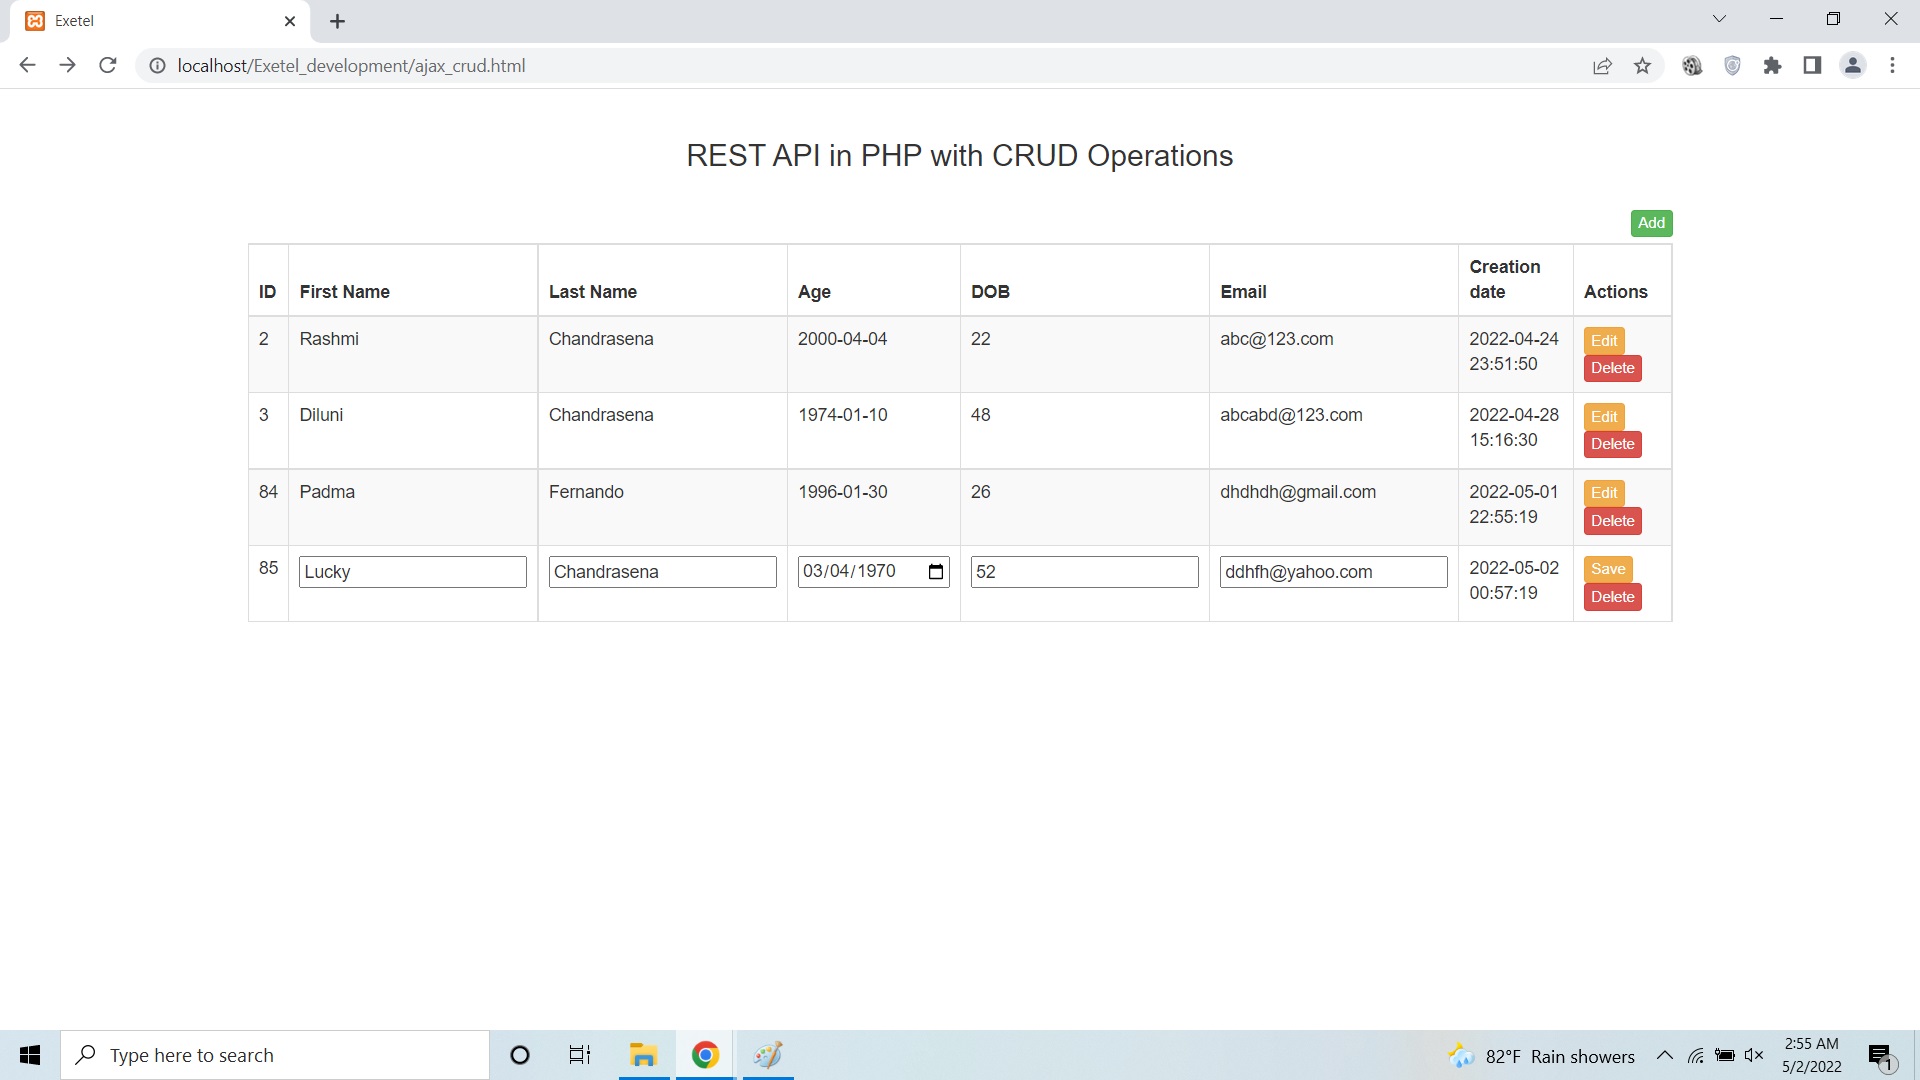 Exetel
localhost/Exetel_development/ajax_crud.html
REST API in PHP with CRUD Operations
Add
ID First Name Last Name Age DOB Email Creation date Actions
2 Rashmi Chandrasena 2000-04-04 22 abc@123.com 2022-04-24 23:51:50 Edit Delete
3 Diluni Chandrasena 1974-01-10 48 abcabd@123.com 2022-04-28 15:16:30 Edit Delete
84 Padma Fernando 1996-01-30 26 dhdhdh@gmail.com 2022-05-01 22:55:19 Edit Delete
85 Lucky Chandrasena 03/04/1970 52 ddhfh@yahoo.com 2022-05-02 00:57:19 Save Delete
Type here to search
82°F Rain showers
2:55 AM
5/2/2022
1